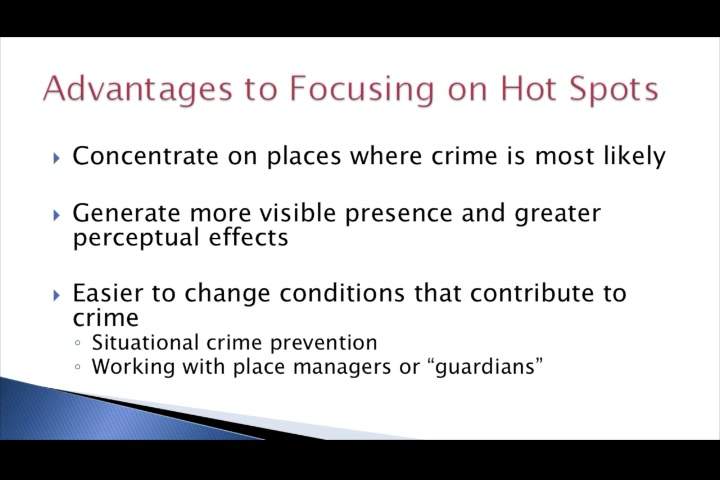 Advantages to Focusing on Hot Spots
Concentrate on places where crime is most likely
Generate more visible presence and greater
perceptual effects
Easier to change conditions that contribute to
crime
Situational crime prevention
Working with place managers or “guardians”